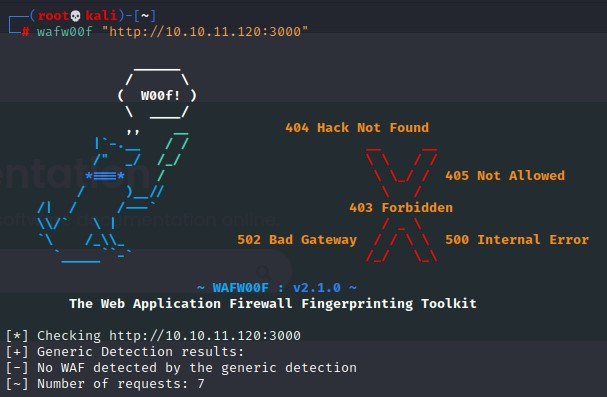 (root💀kali)-[~]
# wafw00f "http://10.10.11.120:3000"
W00f!
404 Hack Not Found
405 Not Allowed
403 Forbidden
502 Bad Gateway 500 Internal Error
~ WAFW00F : v2.1.0 ~
The Web Application Firewall Fingerprinting Toolkit
[*] Checking http://10.10.11.120:3000
[+] Generic Detection results:
[-] No WAF detected by the generic detection
[~] Number of requests: 7